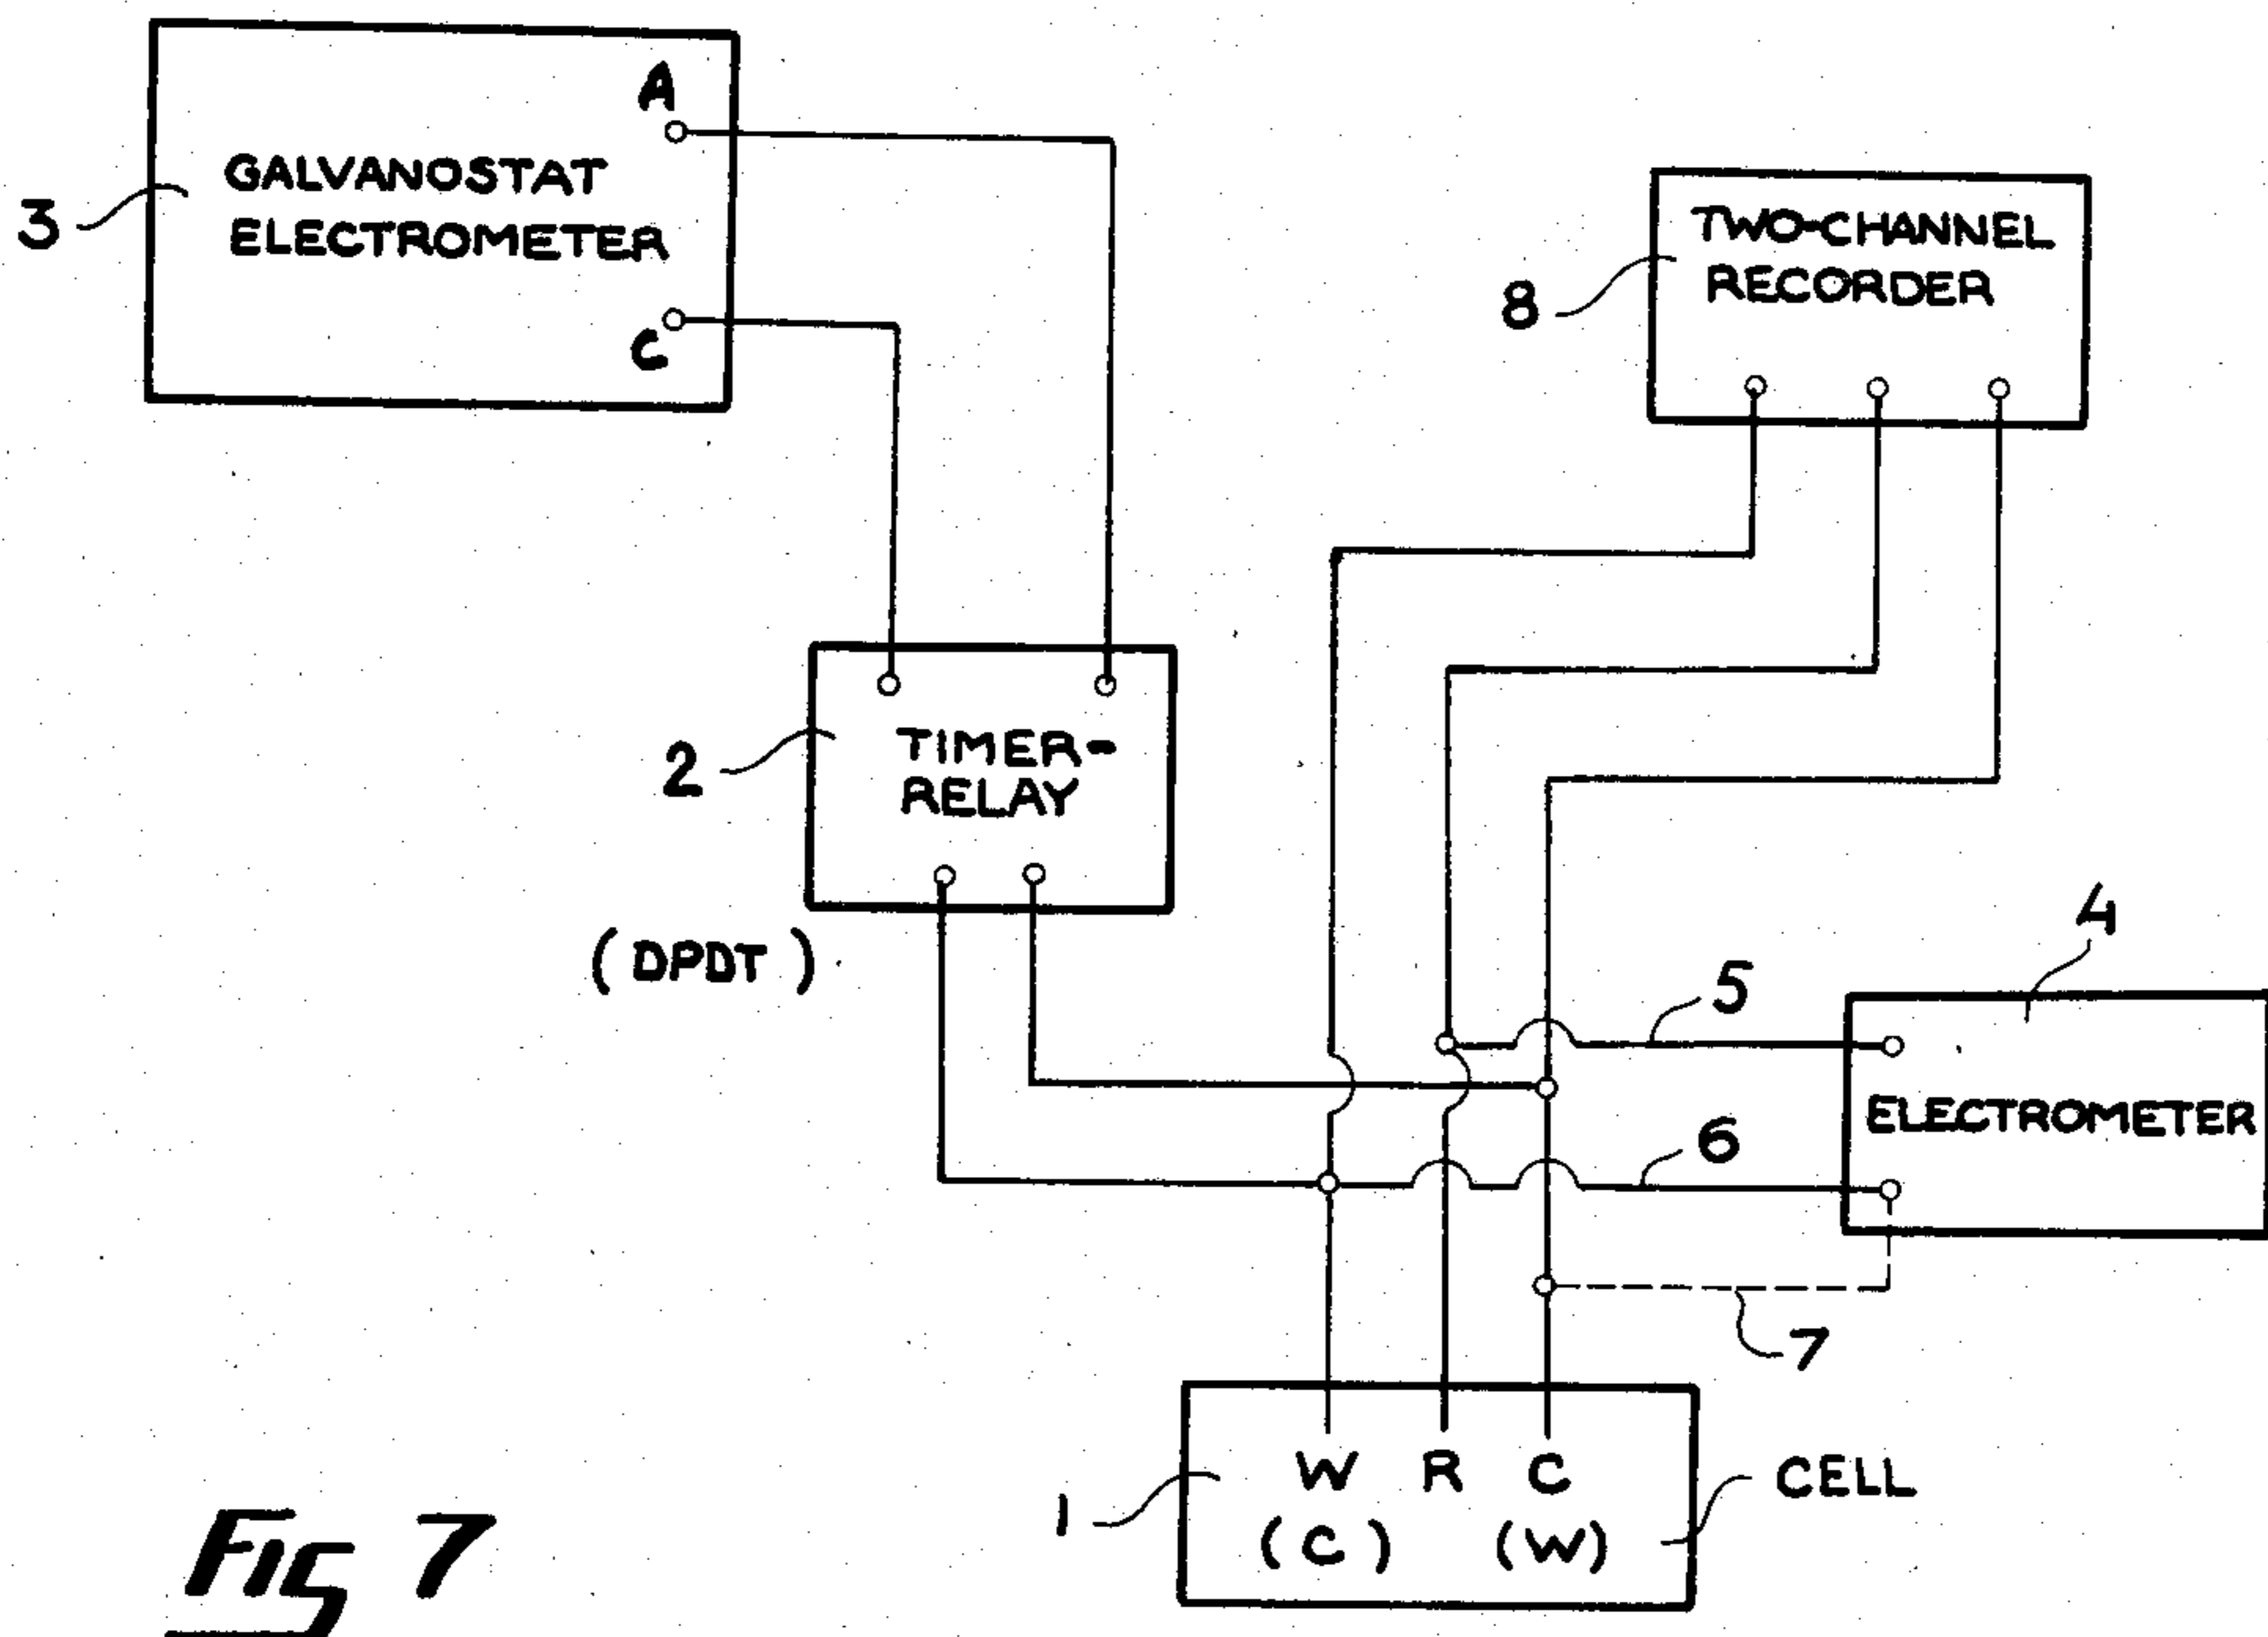 A
GALVANOSTAT
ELECTROMETER
3
C
TWO-CHANNEL
RECORDER
8
TIMER-
RELAY
2
(DPDT)
4
5
ELECTROMETER
6
7
W R C
(C) (W)
1
CELL
FIG 7